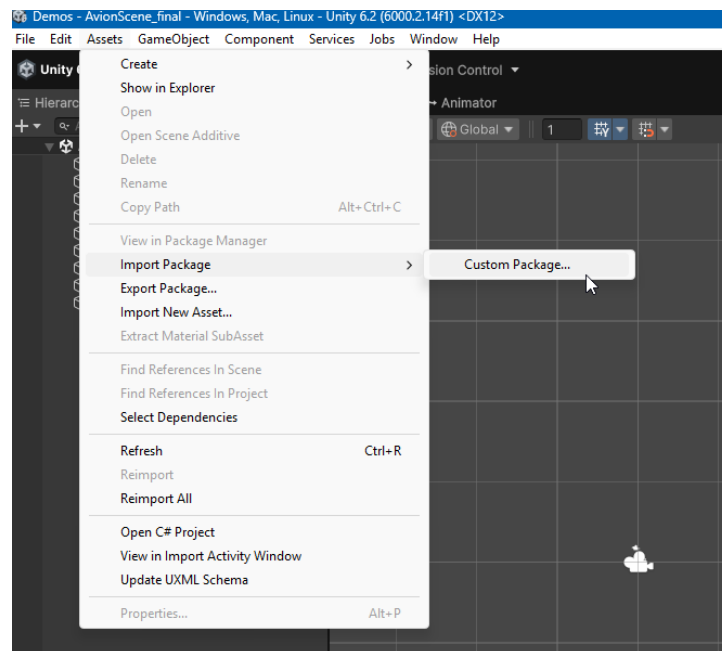 Demos - AvionScene_final - Windows, Mac, Linux - Unity 6.2 (6000.2.14f1) <DX12>
File Edit Assets GameObject Component Services Jobs Window Help
Unity
Control
Hierarc
Animator
Global 1
Create
Show in Explorer
Open
Open Scene Additive
Delete
Rename
Copy Path Alt+Ctrl+C
View in Package Manager
Import Package
Custom Package...
Export Package...
Import New Asset...
Extract Material SubAsset
Find References In Scene
Find References In Project
Select Dependencies
Refresh Ctrl+R
Reimport
Reimport All
Open C# Project
View in Import Activity Window
Update UXML Schema
Properties... Alt+P